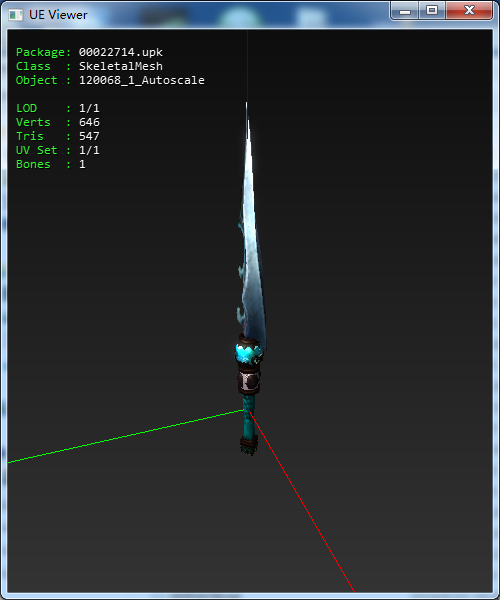 UE Viewer
Package: 00022714.upk
Class : SkeletalMesh
Object : 120068_1_Autoscale
LOD : 1/1
Verts : 646
Tris : 547
UV Set : 1/1
Bones : 1